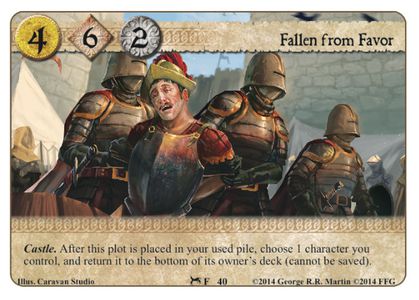 4 6 2 Fallen from Favor
Castle. After this plot is placed in your used pile, choose 1 character you
control, and return it to the bottom of its owner's deck (cannot be saved).
Illus. Caravan Studio F 40 ©2014 George R.R. Martin ©2014 FFG